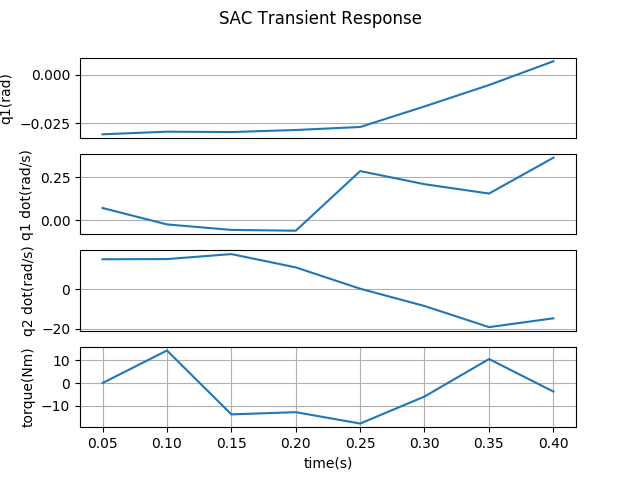 SAC Transient Response
q1(rad)
0.000
−0.025
q1 dot(rad/s)
0.25
0.00
q2 dot(rad/s)
0
−20
torque(Nm)
10
0
−10
0.05 0.10 0.15 0.20 0.25 0.30 0.35 0.40
time(s)